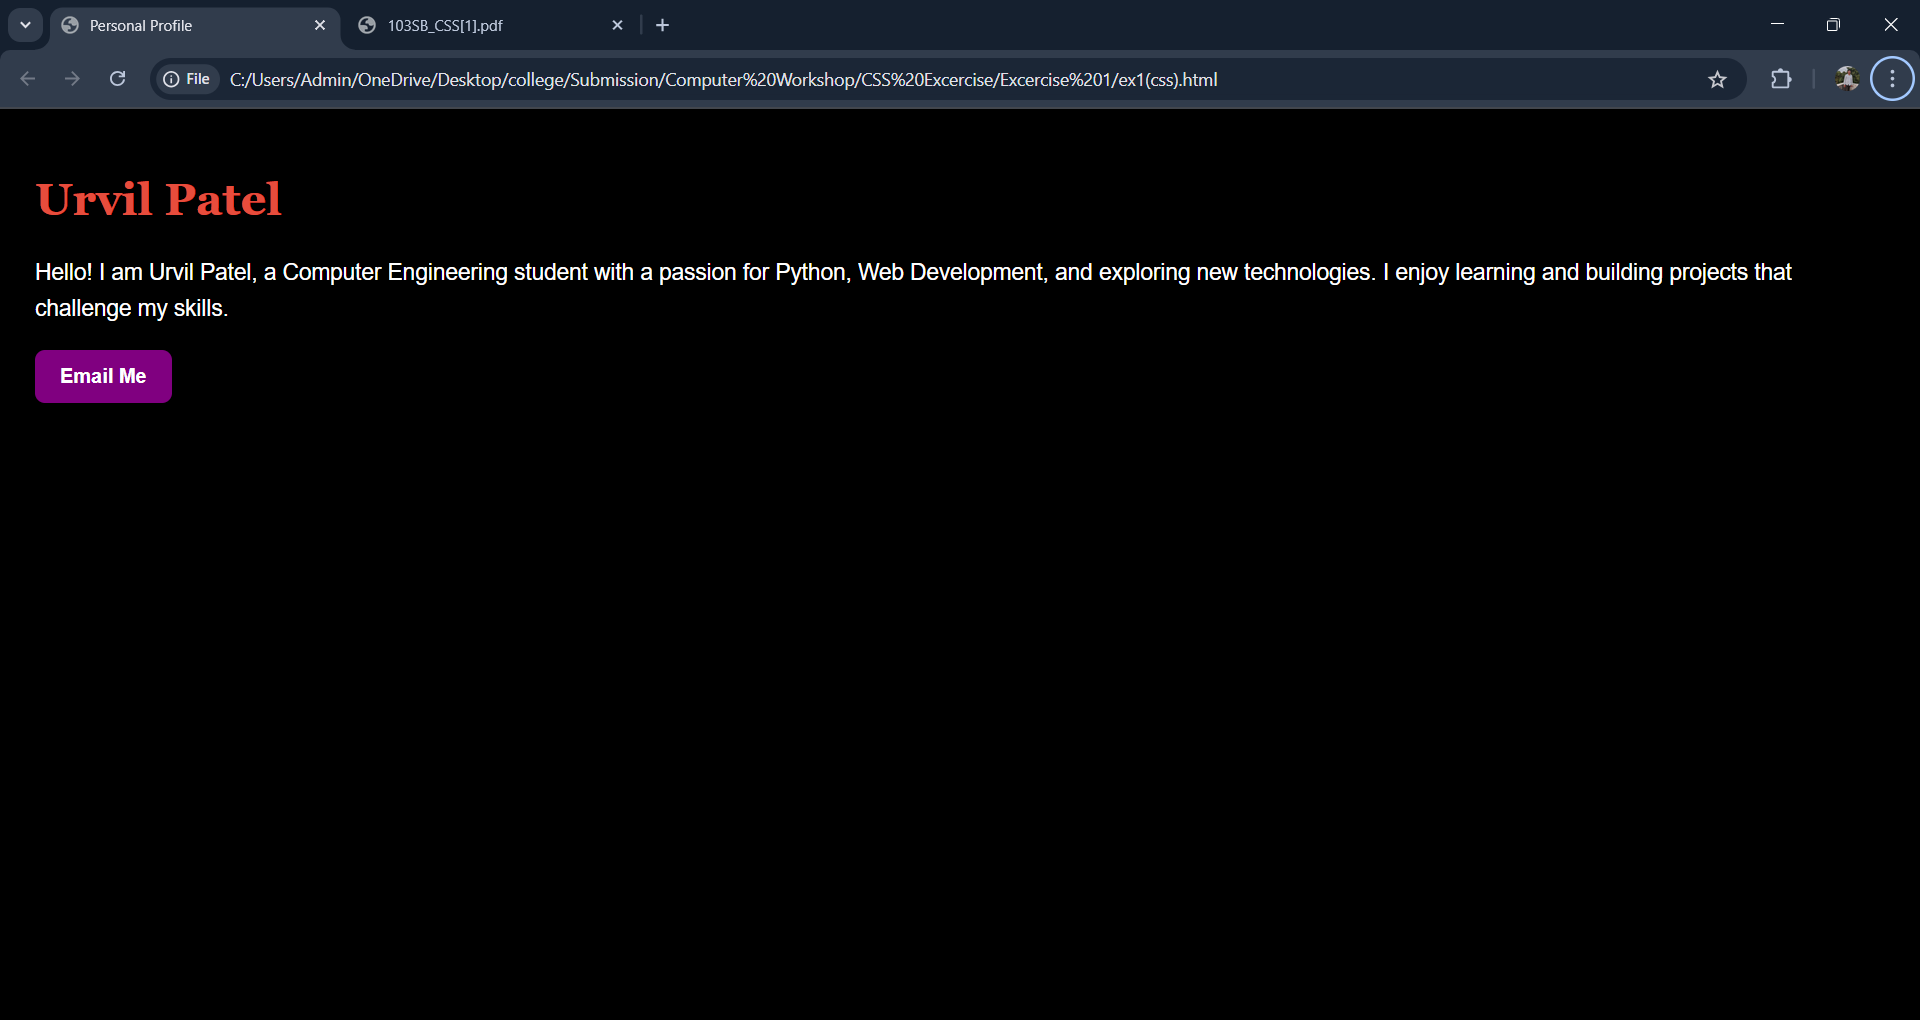 Personal Profile
103SB_CSS[1].pdf
File
C:/Users/Admin/OneDrive/Desktop/college/Submission/Computer%20Workshop/CSS%20Excercise/Excercise%201/ex1(css).html
Urvil Patel
Hello! I am Urvil Patel, a Computer Engineering student with a passion for Python, Web Development, and exploring new technologies. I enjoy learning and building projects that
challenge my skills.
Email Me